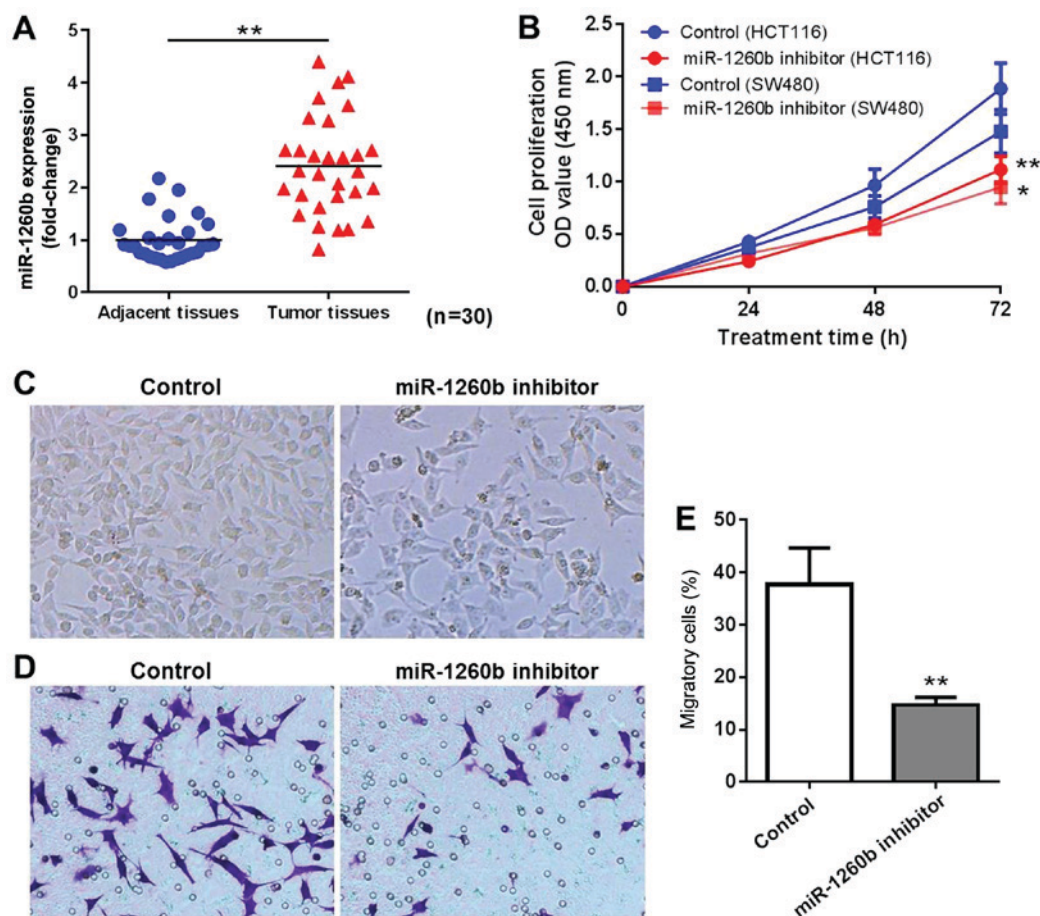 A
miR-1260b expression
(fold-change)
5
4
3
2
1
0
**
Adjacent tissues
Tumor tissues
(n=30)
B
Cell proliferation
OD value (450 nm)
2.5
2.0
1.5
1.0
0.5
0.0
Control (HCT116)
miR-1260b inhibitor (HCT116)
Control (SW480)
miR-1260b inhibitor (SW480)
**
*
0
24
48
72
Treatment time (h)
C
Control
miR-1260b inhibitor
D
Control
miR-1260b inhibitor
E
Migratory cells (%)
50
40
30
20
10
0
**
Control
miR-1260b inhibitor